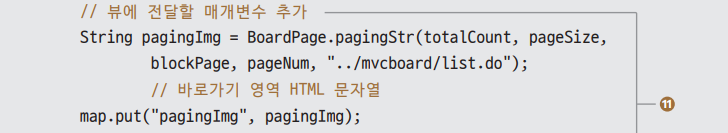 // 뷰에 전달할 매개변수 추가
String pagingImg = BoardPage.pagingStr(totalCount, pageSize,
blockPage, pageNum, "../mvcboard/list.do");
// 바로가기 영역 HTML 문자열
map.put("pagingImg", pagingImg);
11